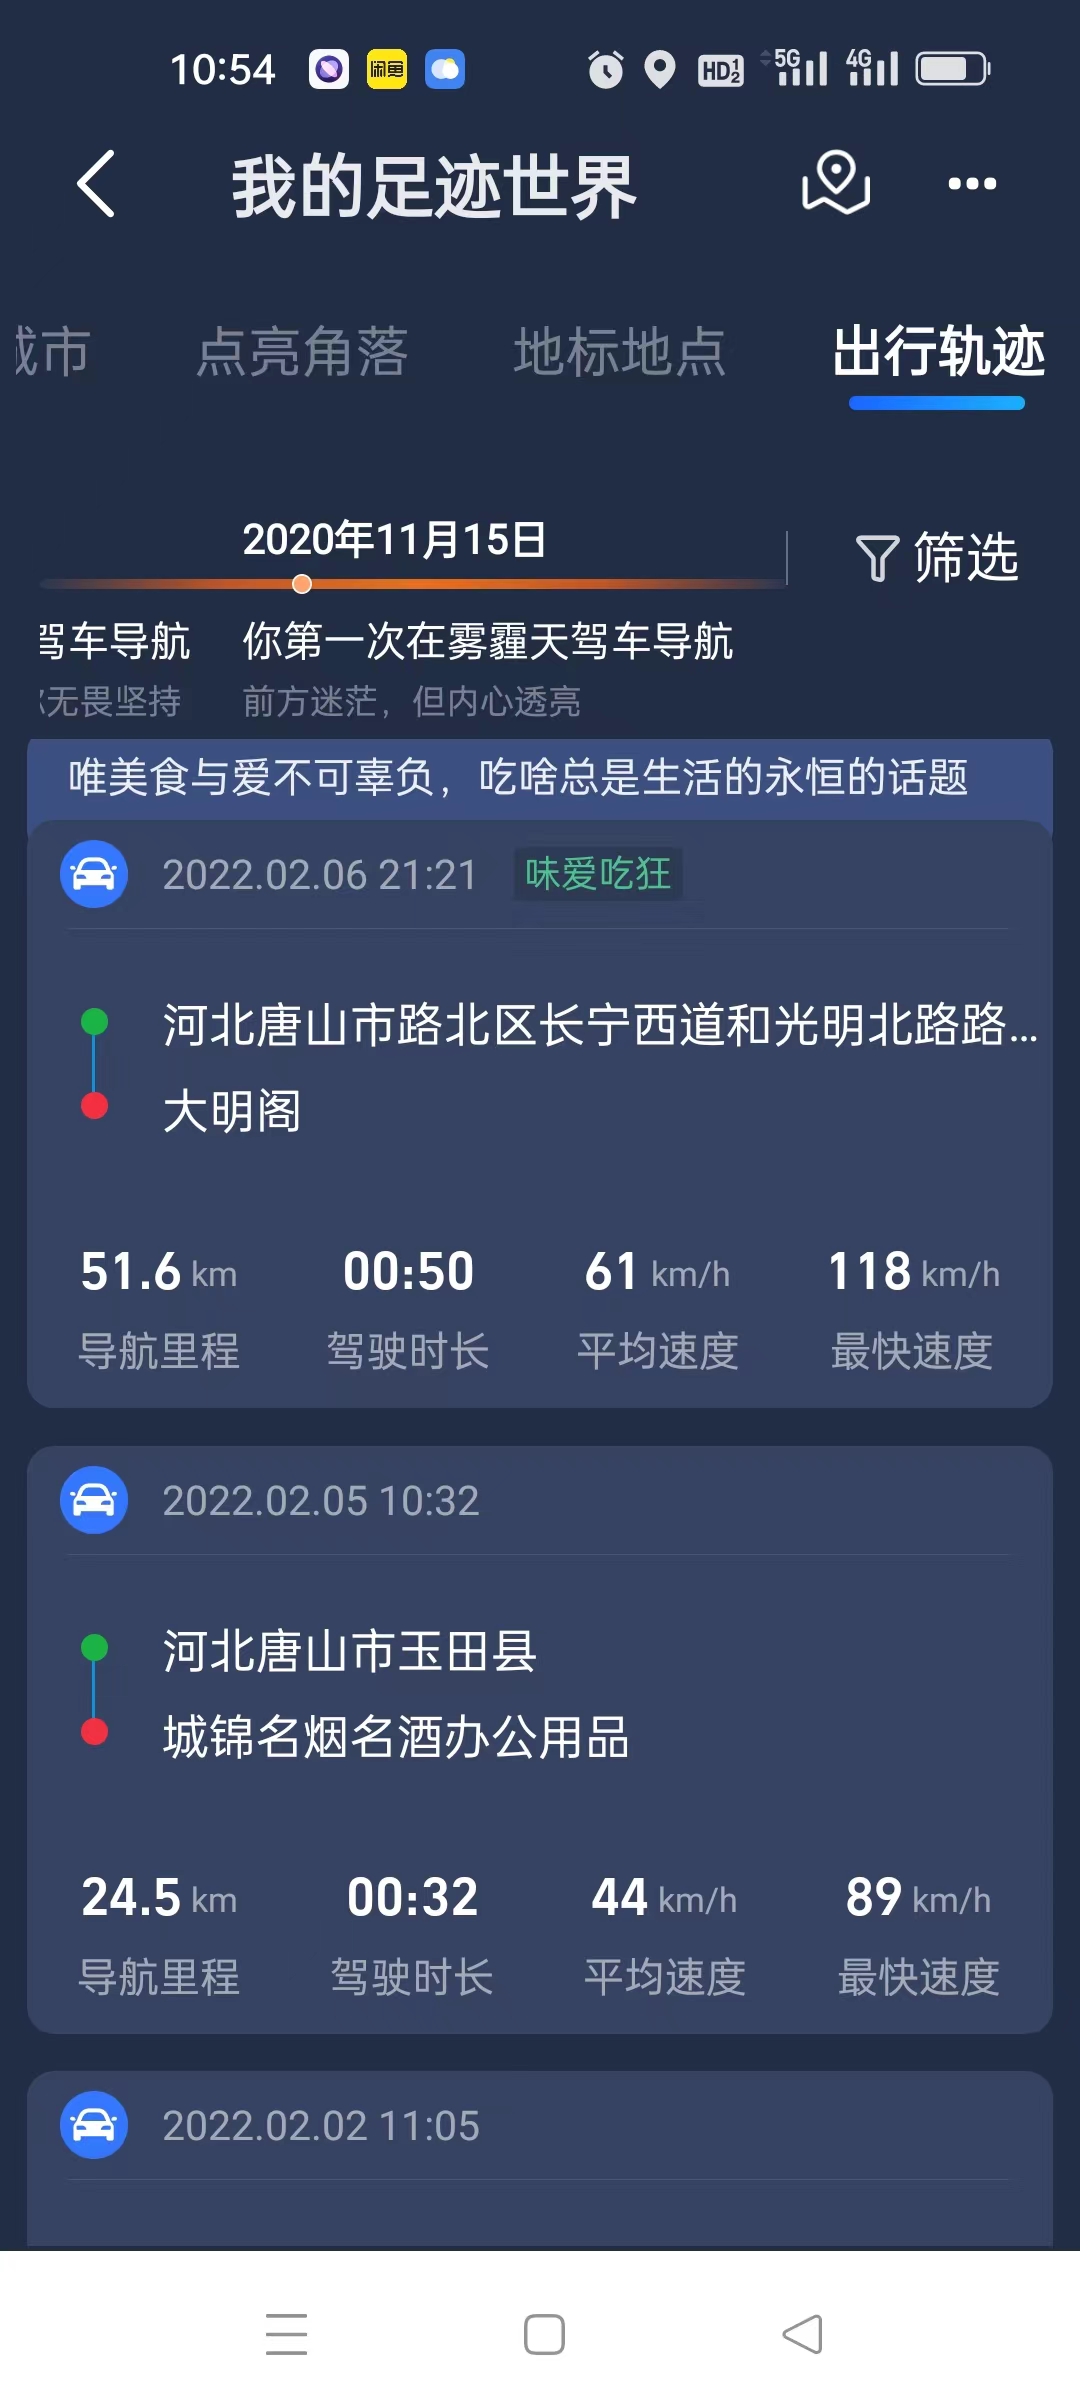 10:54 闲鱼 HD 1 2 5G 4G
我的足迹世界
城市 点亮角落 地标地点 出行轨迹
2020年11月15日
筛选
驾车导航 你第一次在雾霾天驾车导航
无畏坚持 前方迷茫，但内心透亮
唯美食与爱不可辜负，吃啥总是生活的永恒的话题
2022.02.06 21:21 味爱吃狂
河北唐山市路北区长宁西道和光明北路路...
大明阁
51.6 km 00:50 61 km/h 118 km/h
导航里程 驾驶时长 平均速度 最快速度
2022.02.05 10:32
河北唐山市玉田县
城锦名烟名酒办公用品
24.5 km 00:32 44 km/h 89 km/h
导航里程 驾驶时长 平均速度 最快速度
2022.02.02 11:05